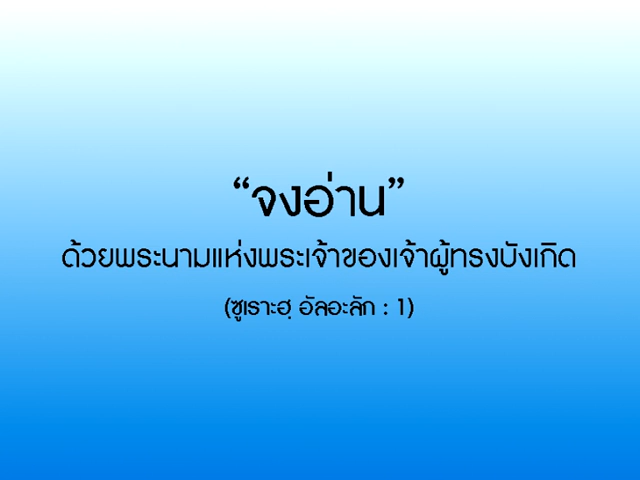 “จงอ่าน”
ด้วยพระนามแห่งพระเจ้าของเจ้าผู้ทรงบังเกิด
(ซูเราะฮฺ อัลอะลัก : 1)